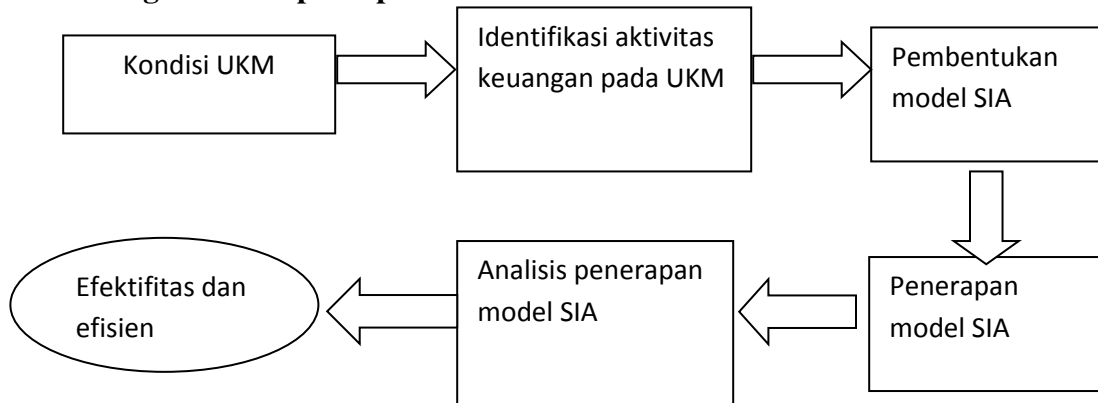 Kondisi UKM
Identifikasi aktivitas
keuangan pada UKM
Pembentukan
model SIA
Penerapan
model SIA
Analisis penerapan
model SIA
Efektifitas dan
efisien